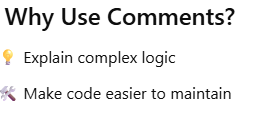 Why Use Comments?
💡 Explain complex logic
🛠️ Make code easier to maintain